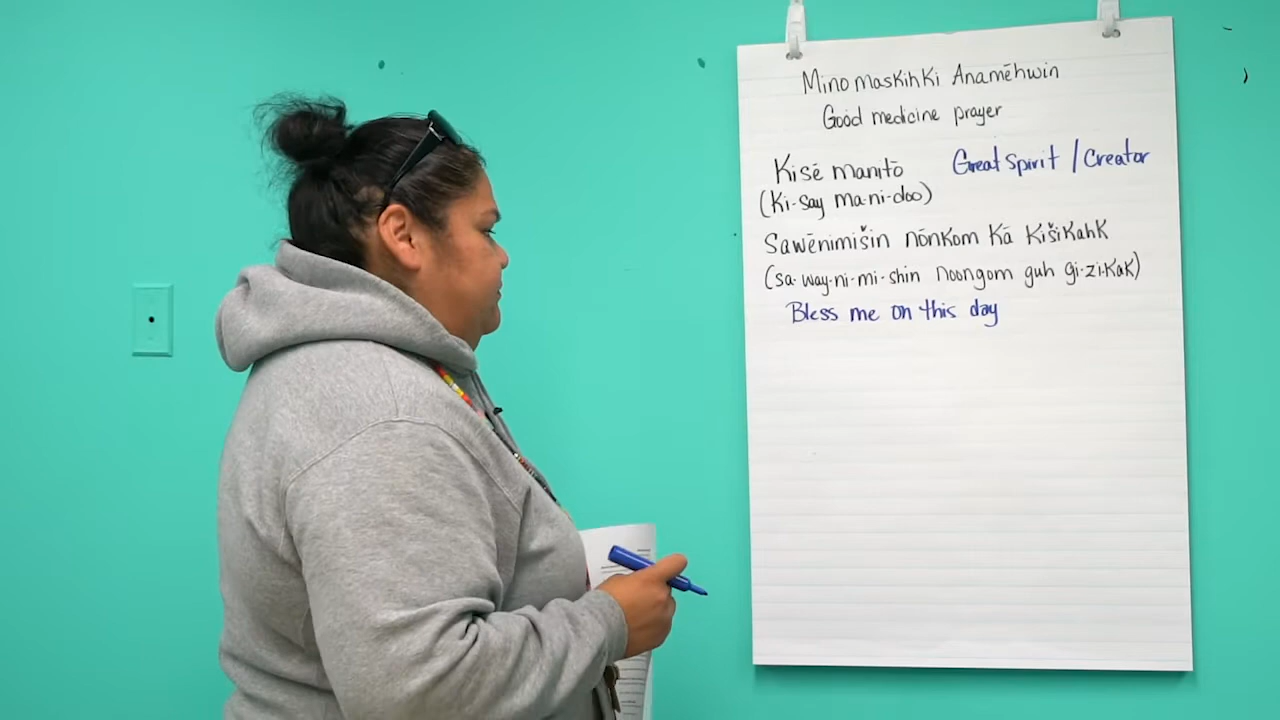 Mino maskihki Anamēhwin
Good medicine prayer
Kisē manitō Great spirit / Creator
(Ki-say ma-ni-doo)
Sawēnimišin nōnkom Kā Kišikahk
(sa-way-ni-mi-shin noongom guh gi-zi-kak)
Bless me on this day